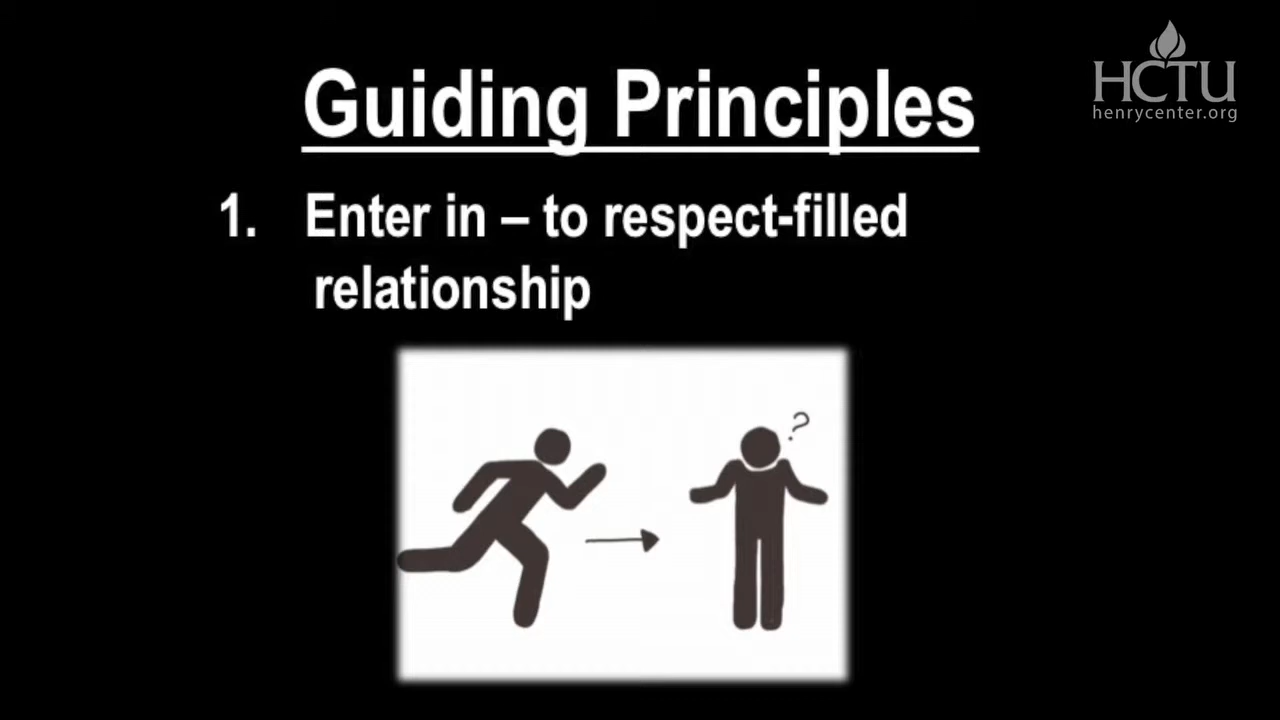 HCTU
henrycenter.org
Guiding Principles
1. Enter in – to respect-filled
relationship
?